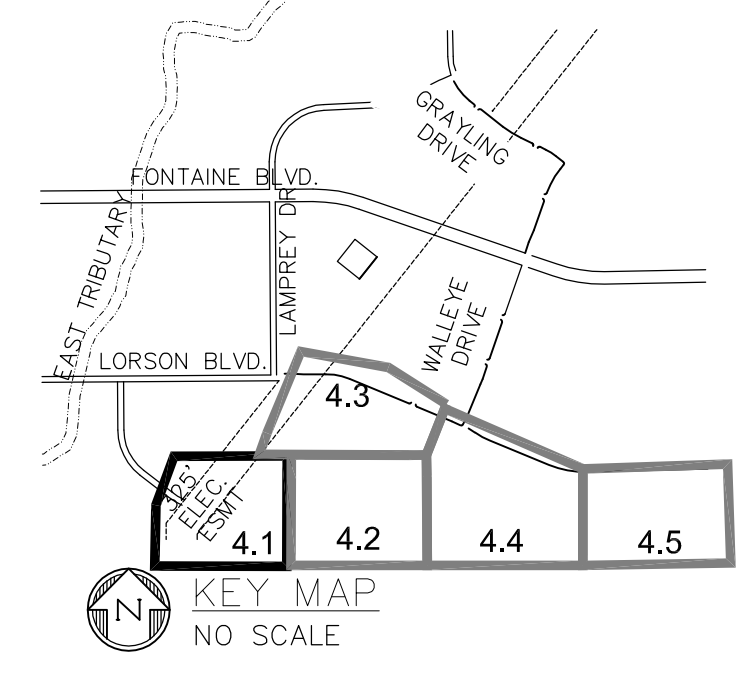 GRAYLING
DRIVE
FONTAINE BLVD.
EAST TRIBUTARY
LAMPREY DR
WALLEYE
DRIVE
LORSON BLVD.
4.3
325'
ELEC.
ESMT
4.1
4.2
4.4
4.5
N
KEY MAP
NO SCALE